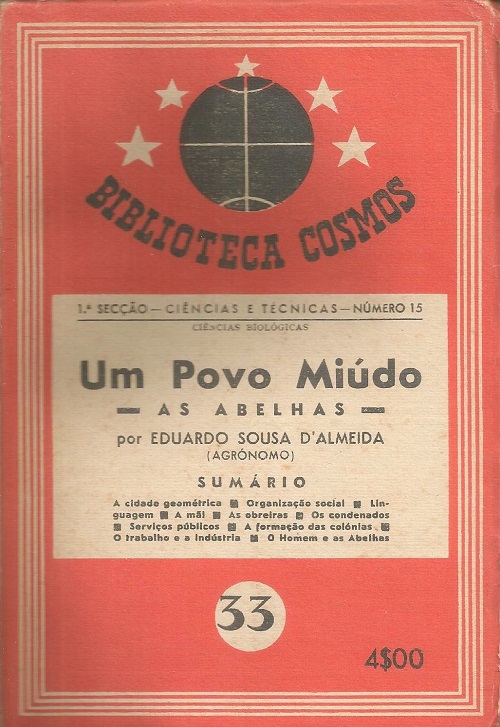 BIBLIOTECA COSMOS
1.ª SECÇÃO — CIÊNCIAS E TÉCNICAS — NÚMERO 15
CIÊNCIAS BIOLÓGICAS
Um Povo Miúdo
— AS ABELHAS —
por EDUARDO SOUSA D'ALMEIDA
(AGRÓNOMO)
SUMÁRIO
A cidade geométrica ■ Organização social ■ Lin-
guagem ■ A mãi ■ As obreiras ■ Os condenados
■ Serviços públicos ■ A formação das colónias ■
O trabalho e a indústria ■ O Homem e as Abelhas
33
4$00